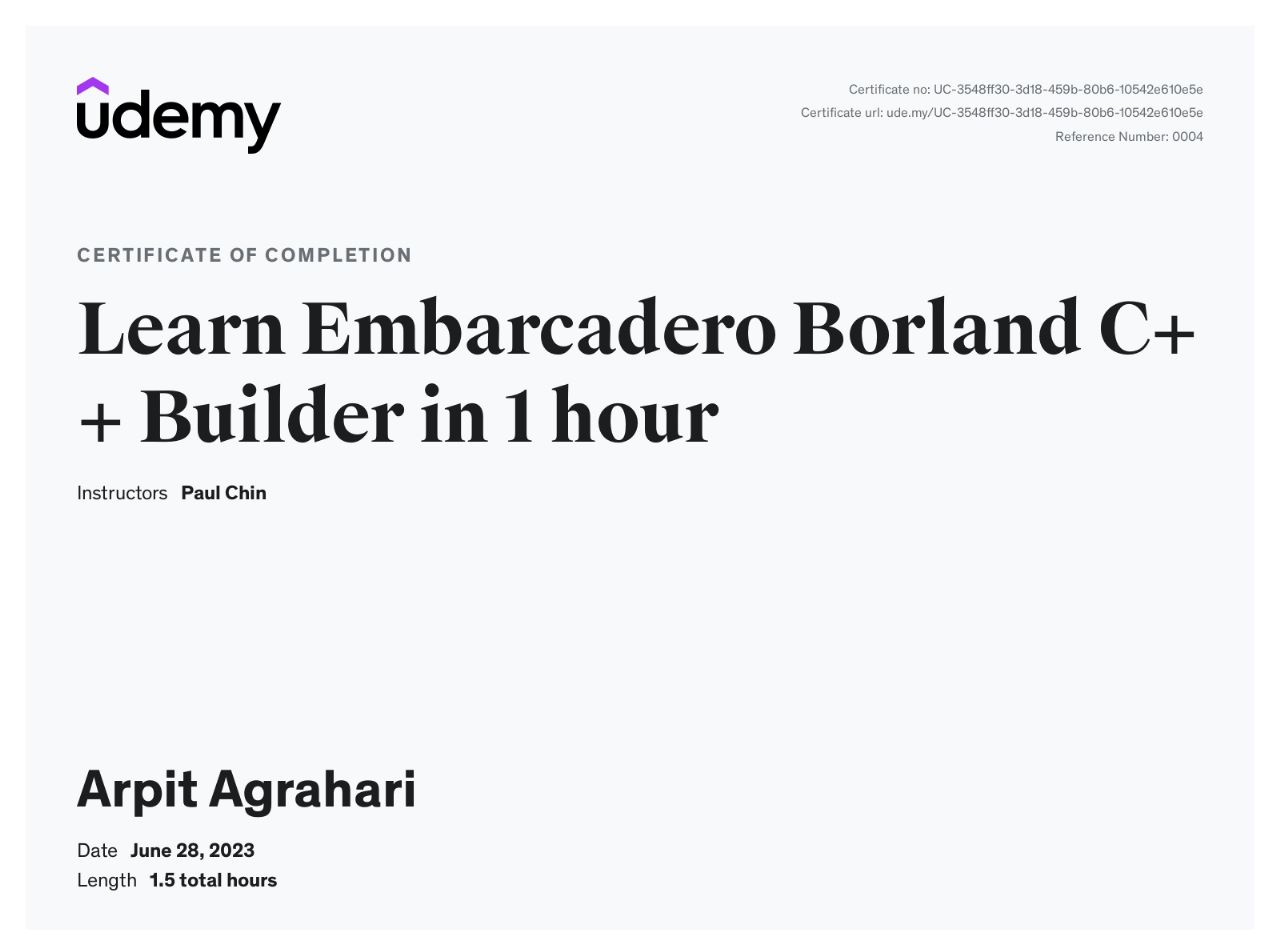 udemy
Certificate no: UC-3548ff30-3d18-459b-80b6-10542e610e5e
Certificate url: ude.my/UC-3548ff30-3d18-459b-80b6-10542e610e5e
Reference Number: 0004
CERTIFICATE OF COMPLETION
Learn Embarcadero Borland C+
+ Builder in 1 hour
Instructors Paul Chin
Arpit Agrahari
Date June 28, 2023
Length 1.5 total hours